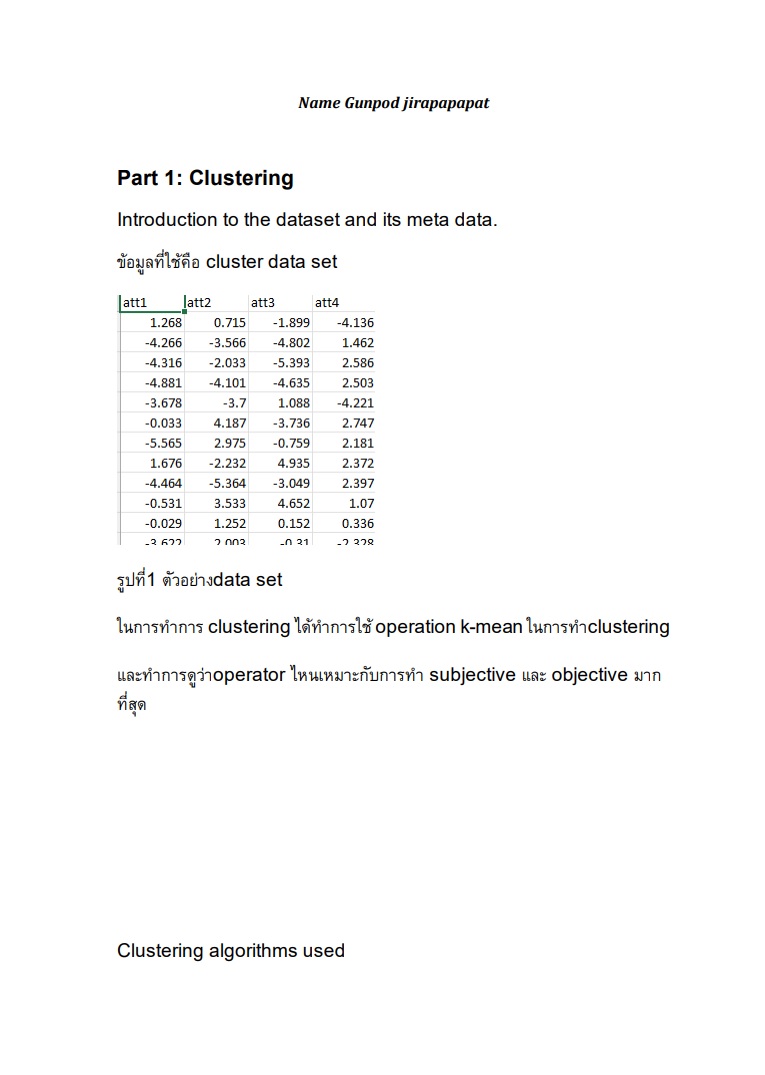 Name Gunpod jirapapapat
Part 1: Clustering
Introduction to the dataset and its meta data.
ข้อมูลที่ใช้คือ cluster data set
att1 att2 att3 att4
1.268 0.715 -1.899 -4.136
-4.266 -3.566 -4.802 1.462
-4.316 -2.033 -5.393 2.586
-4.881 -4.101 -4.635 2.503
-3.678 -3.7 1.088 -4.221
-0.033 4.187 -3.736 2.747
-5.565 2.975 -0.759 2.181
1.676 -2.232 4.935 2.372
-4.464 -5.364 -3.049 2.397
-0.531 3.533 4.652 1.07
-0.029 1.252 0.152 0.336
-3.622 2.003 -0.31 -2.328
รูปที่1 ตัวอย่างdata set
ในการทำการ clustering ได้ทำการใช้ operation k-mean ในการทำclustering
และทำการดูว่าoperator ไหนเหมาะกับการทำ subjective และ objective มาก
ที่สุด
Clustering algorithms used